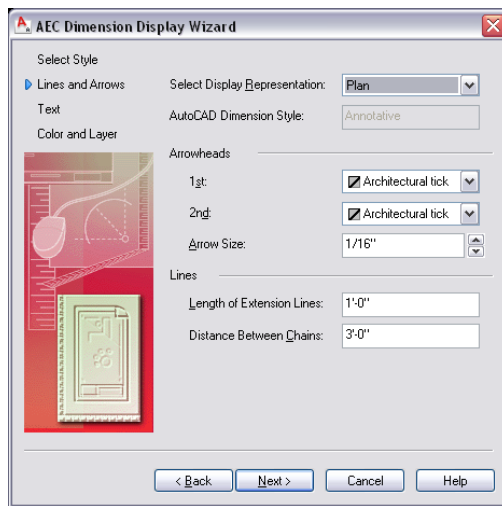 AEC Dimension Display Wizard
Select Style
Lines and Arrows
Text
Color and Layer
Select Display Representation: Plan
AutoCAD Dimension Style: Annotative
Arrowheads
1st: Architectural tick
2nd: Architectural tick
Arrow Size: 1/16"
Lines
Length of Extension Lines: 1'-0"
Distance Between Chains: 3'-0"
< Back Next > Cancel Help